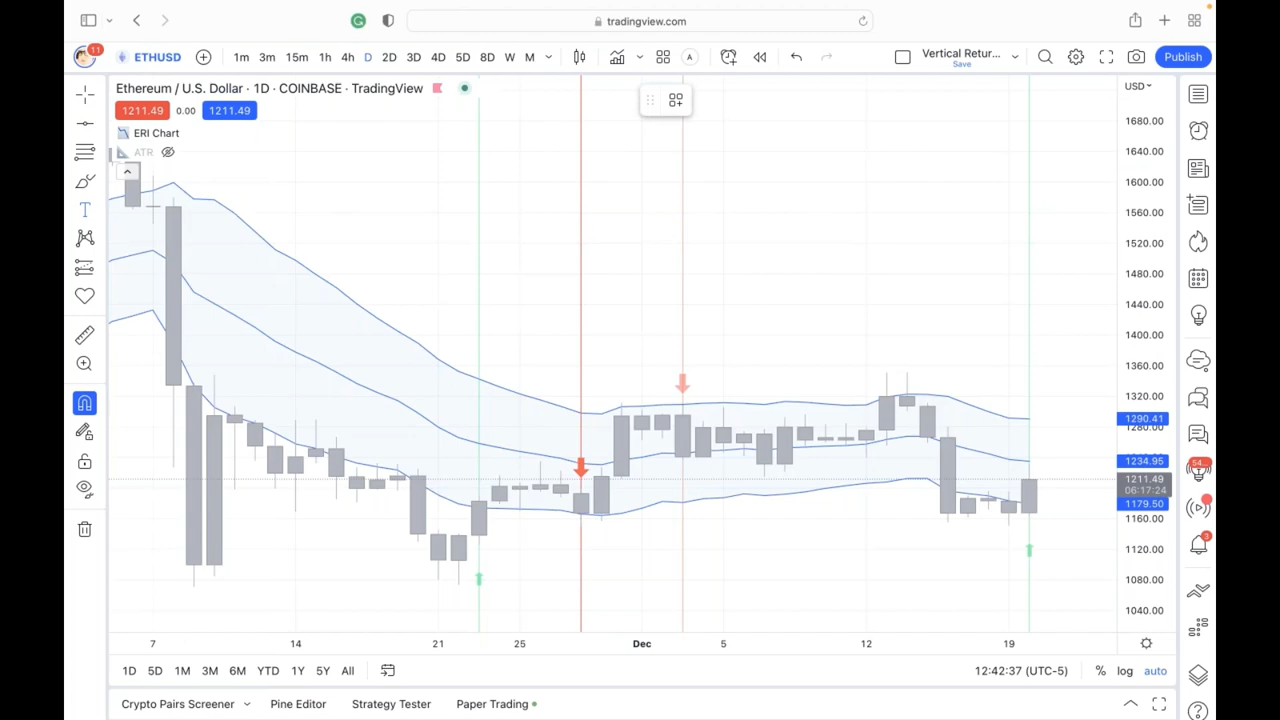 tradingview.com
11
ETHUSD
1m 3m 15m 1h 4h D 2D 3D 4D 5D 8D W M
A
Vertical Retur...
Save
Publish
Ethereum / U.S. Dollar · 1D · COINBASE · TradingView
1211.49 0.00 1211.49
ERI Chart
ATR
USD
1680.00
1640.00
1600.00
1560.00
1520.00
1480.00
1440.00
1400.00
1360.00
1320.00
1290.41
1280.00
1234.95
1211.49
06:17:24
1179.50
1160.00
1120.00
1080.00
1040.00
54...
3
7 14 21 25 Dec 5 12 19
1D 5D 1M 3M 6M YTD 1Y 5Y All
12:42:37 (UTC-5) % log auto
Crypto Pairs Screener Pine Editor Strategy Tester Paper Trading